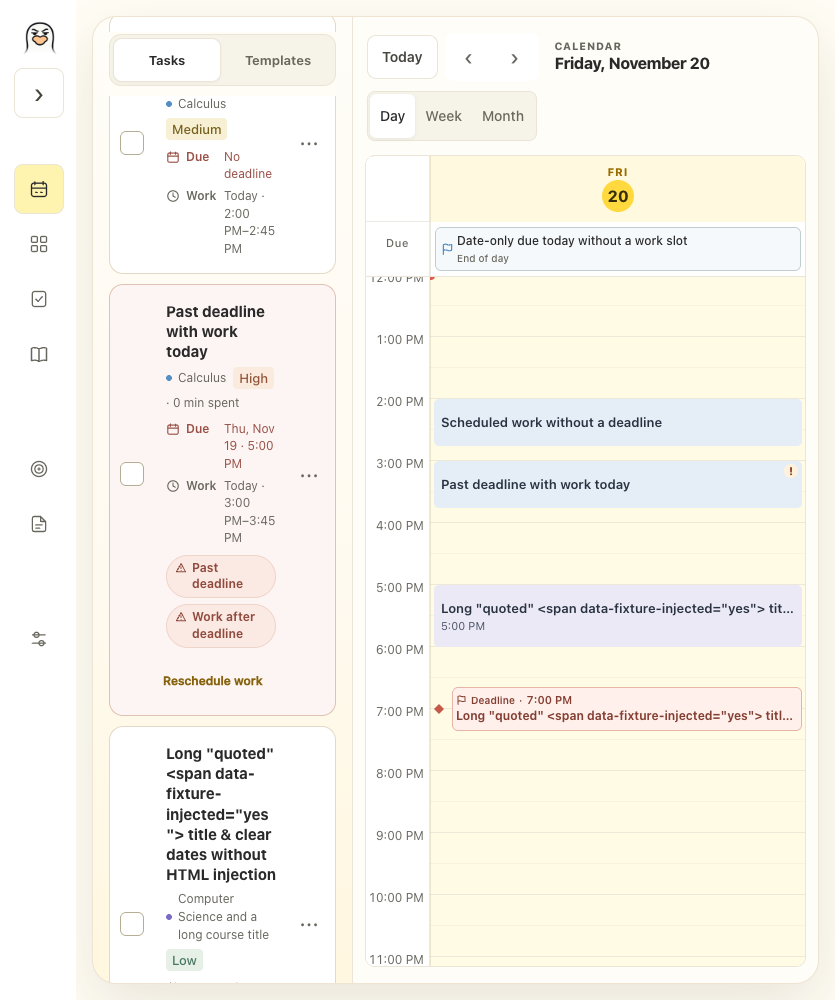 Tasks
Templates
Calculus
Medium
Due
No
deadline
Work
Today ·
2:00
PM–2:45
PM
Past deadline
with work
today
Calculus
High
· 0 min spent
Due
Thu, Nov
19 · 5:00
PM
Work
Today ·
3:00
PM–3:45
PM
Past
deadline
Work after
deadline
Reschedule work
Long "quoted"
<span data-
fixture-
injected="yes
"> title & clear
dates without
HTML injection
Computer
Science and a
long course title
Low
Today
CALENDAR
Friday, November 20
Day
Week
Month
FRI
20
Due
Date-only due today without a work slot
End of day
12:00 PM
1:00 PM
2:00 PM
Scheduled work without a deadline
3:00 PM
Past deadline with work today
!
4:00 PM
5:00 PM
Long "quoted" <span data-fixture-injected="yes"> tit...
5:00 PM
6:00 PM
Deadline · 7:00 PM
7:00 PM
Long "quoted" <span data-fixture-injected="yes"> titl...
8:00 PM
9:00 PM
10:00 PM
11:00 PM